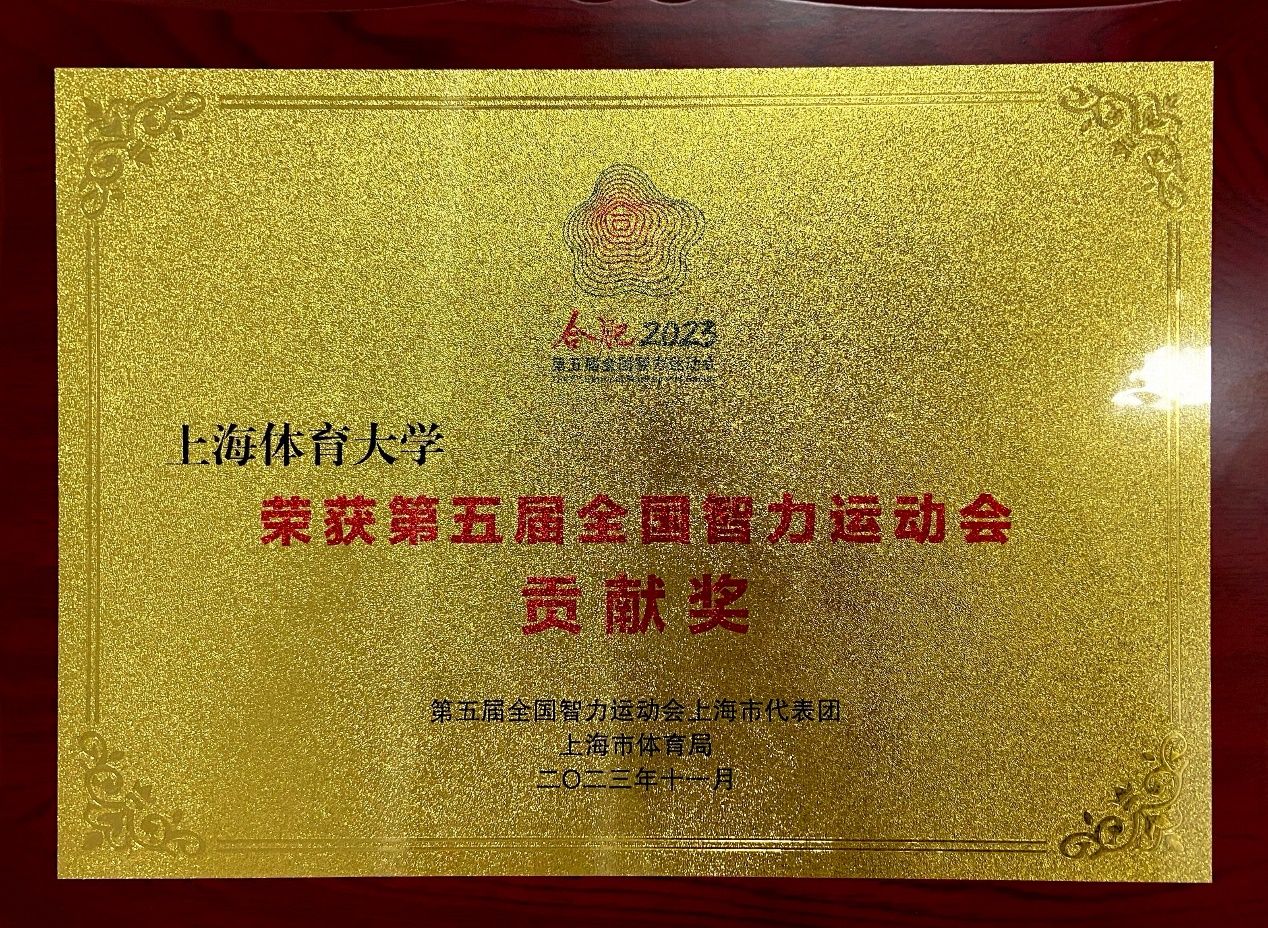 合肥2023
第五届全国智力运动会
上海体育大学
荣获第五届全国智力运动会
贡献奖
第五届全国智力运动会上海市代表团
上海市体育局
二〇二三年十一月